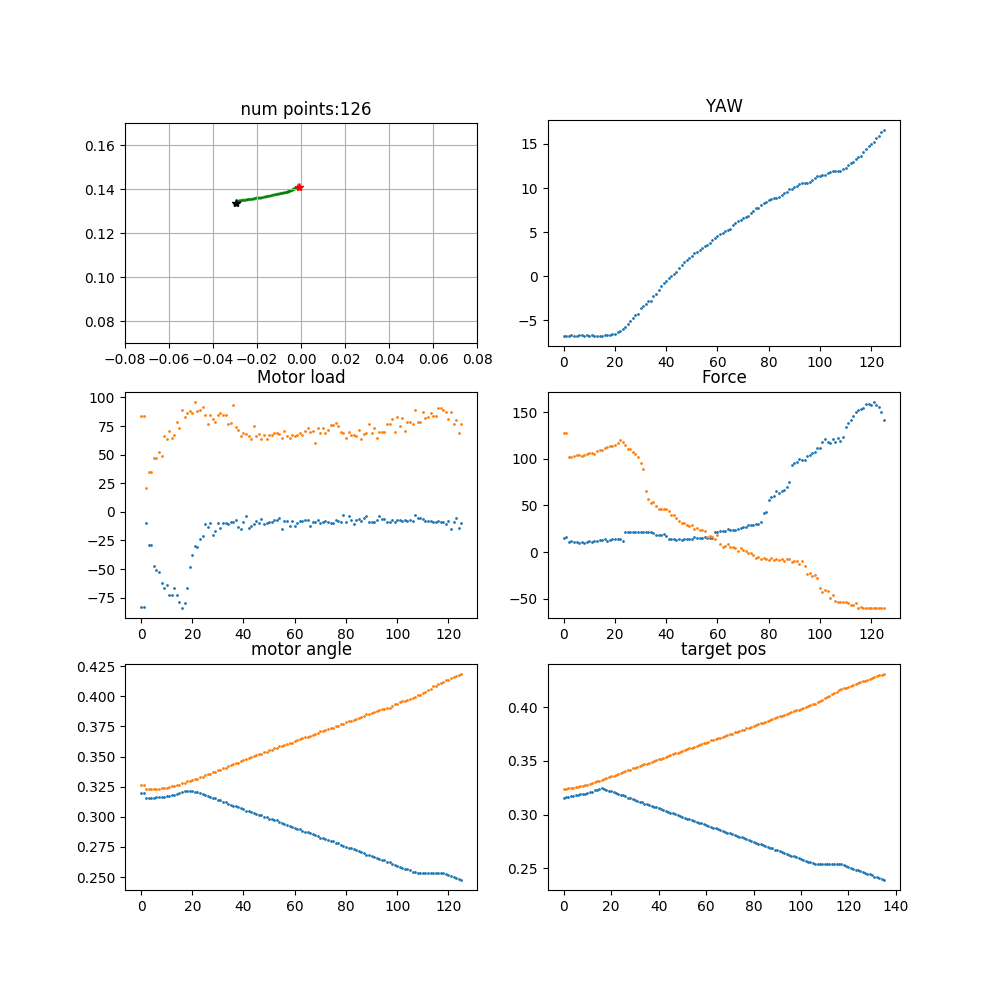 num points:126
0.16
0.14
0.12
0.10
0.08
−0.08 −0.06 −0.04 −0.02 0.00 0.02 0.04 0.06 0.08
YAW
15
10
5
0
−5
0 20 40 60 80 100 120
Motor load
100
75
50
25
0
−25
−50
−75
0 20 40 60 80 100 120
Force
150
100
50
0
−50
0 20 40 60 80 100 120
motor angle
0.425
0.400
0.375
0.350
0.325
0.300
0.275
0.250
0 20 40 60 80 100 120
target pos
0.40
0.35
0.30
0.25
0 20 40 60 80 100 120 140